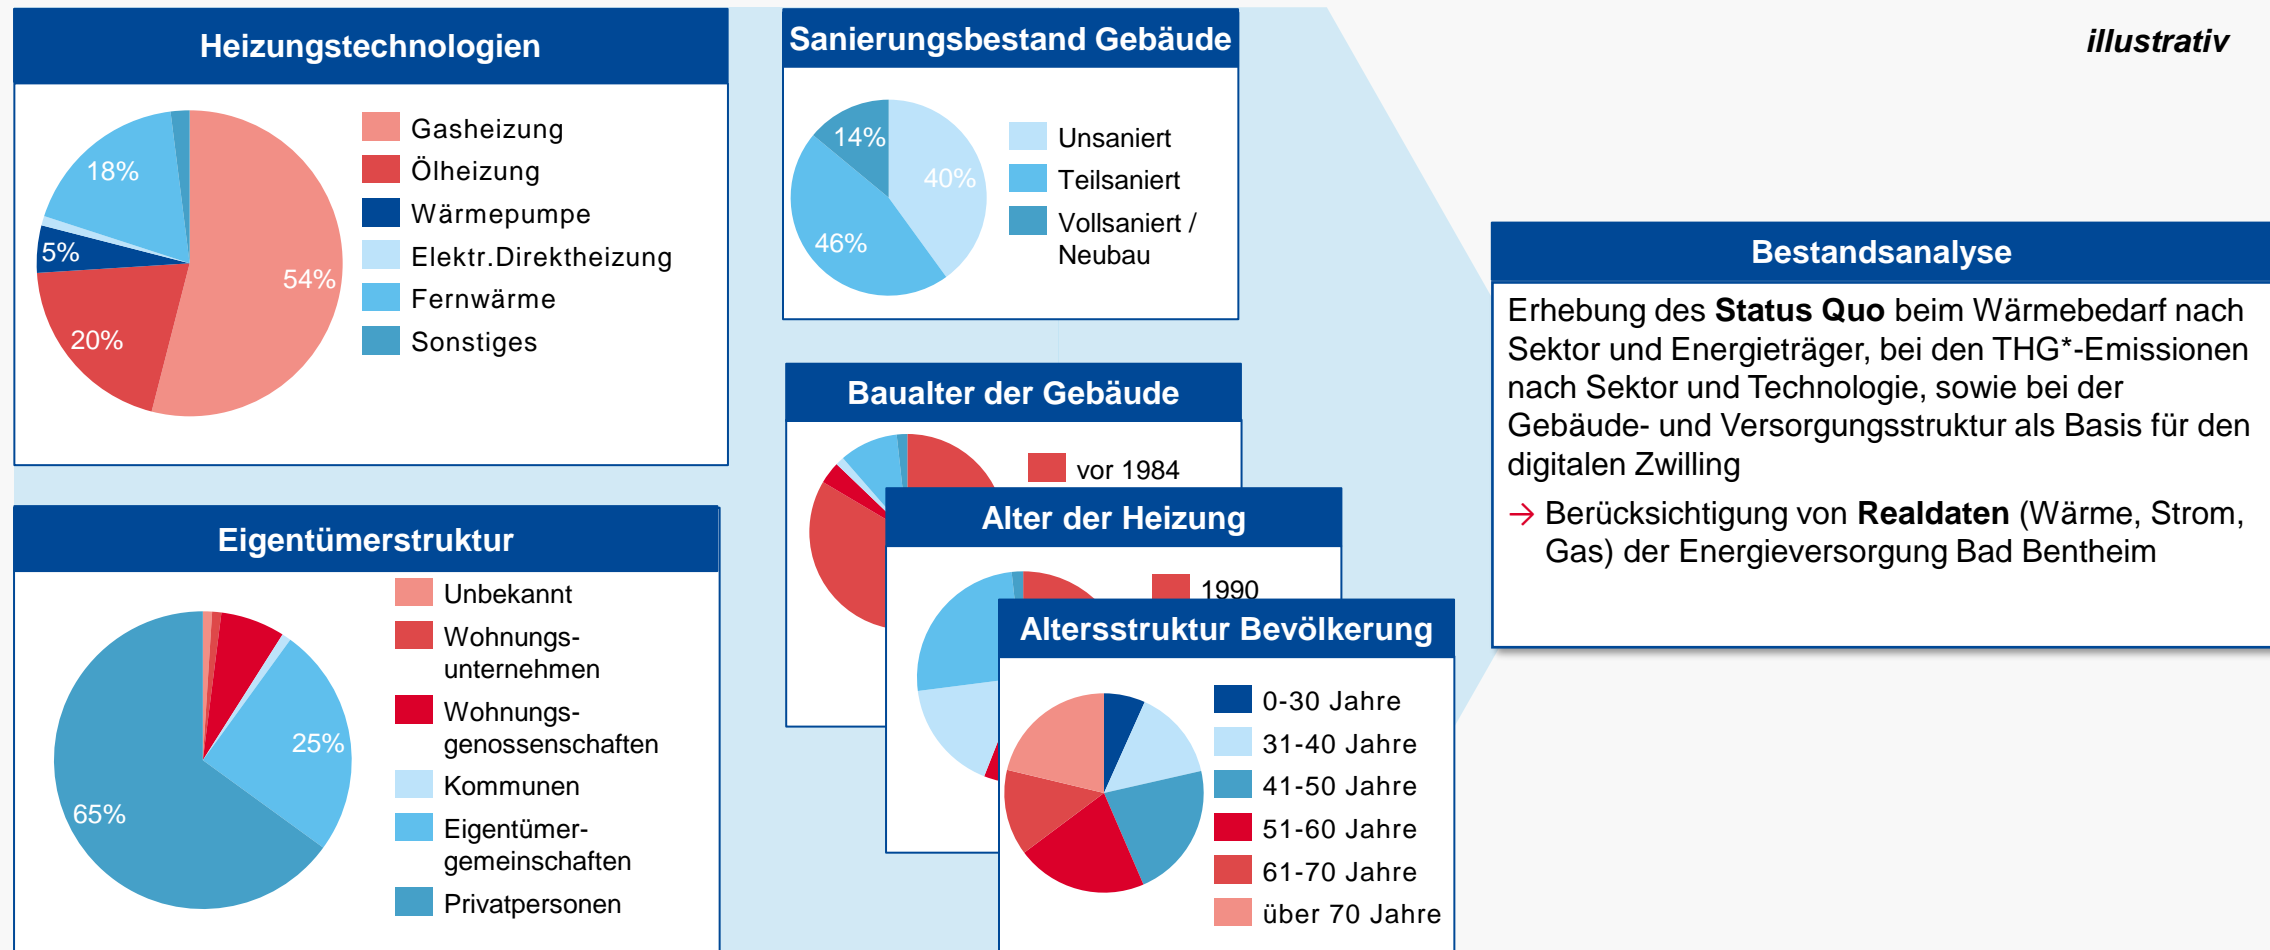 Heizungstechnologien
54%
20%
5%
18%
Gasheizung
Ölheizung
Wärmepumpe
Elektr.Direktheizung
Fernwärme
Sonstiges
Sanierungsbestand Gebäude
14%
40%
46%
Unsaniert
Teilsaniert
Vollsaniert /
Neubau
illustrativ
Eigentümerstruktur
25%
65%
Unbekannt
Wohnungs-
unternehmen
Wohnungs-
genossenschaften
Kommunen
Eigentümer-
gemeinschaften
Privatpersonen
Baualter der Gebäude
vor 1984
Alter der Heizung
1990
Altersstruktur Bevölkerung
0-30 Jahre
31-40 Jahre
41-50 Jahre
51-60 Jahre
61-70 Jahre
über 70 Jahre
Bestandsanalyse
Erhebung des Status Quo beim Wärmebedarf nach
Sektor und Energieträger, bei den THG*-Emissionen
nach Sektor und Technologie, sowie bei der
Gebäude- und Versorgungsstruktur als Basis für den
digitalen Zwilling
→ Berücksichtigung von Realdaten (Wärme, Strom,
Gas) der Energieversorgung Bad Bentheim